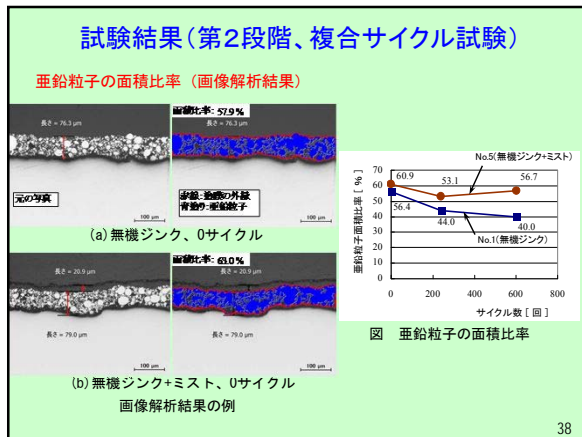 試験結果(第2段階、複合サイクル試験)
亜鉛粒子の面積比率（画像解析結果）
長さ = 76.3 μm
元の写真
100 μm
面積比率: 57.9 %
長さ = 76.3 μm
赤線:塗膜の外縁
青塗り:亜鉛粒子
100 μm
(a)無機ジンク、0サイクル
長さ = 20.9 μm
長さ = 79.0 μm
100 μm
面積比率: 63.0 %
長さ = 20.9 μm
長さ = 79.0 μm
100 μm
(b)無機ジンク+ミスト、0サイクル
画像解析結果の例
亜鉛粒子面積比率 [ % ]
70
60
50
40
30
20
10
0
No.5(無機ジンク+ミスト)
60.9
53.1
56.7
56.4
44.0
40.0
No.1(無機ジンク)
0
200
400
600
800
サイクル数 [ 回 ]
図 亜鉛粒子の面積比率
38